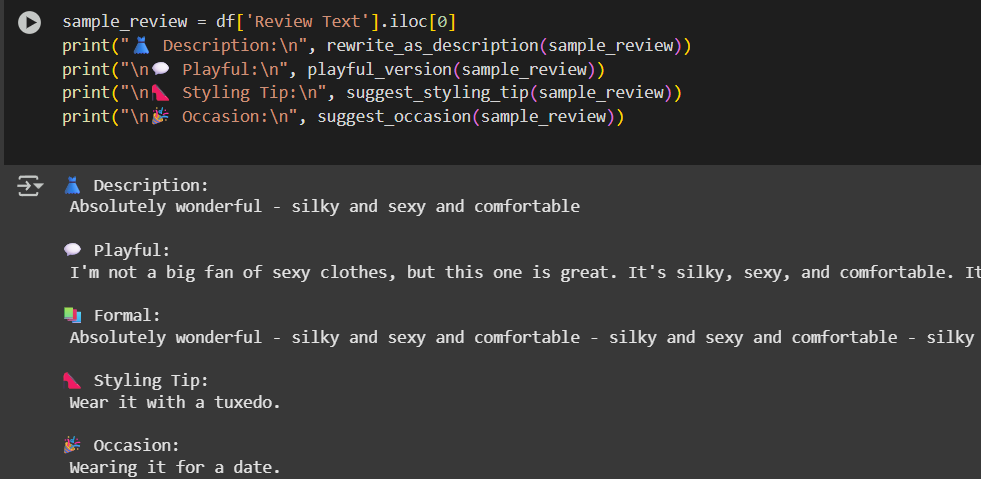 sample_review = df['Review Text'].iloc[0]
print("👗 Description:\n", rewrite_as_description(sample_review))
print("\n💬 Playful:\n", playful_version(sample_review))
print("\n👠 Styling Tip:\n", suggest_styling_tip(sample_review))
print("\n🎉 Occasion:\n", suggest_occasion(sample_review))
👗 Description:
Absolutely wonderful - silky and sexy and comfortable
💬 Playful:
I'm not a big fan of sexy clothes, but this one is great. It's silky, sexy, and comfortable. It
📚 Formal:
Absolutely wonderful - silky and sexy and comfortable - silky and sexy and comfortable - silky
👠 Styling Tip:
Wear it with a tuxedo.
🎉 Occasion:
Wearing it for a date.